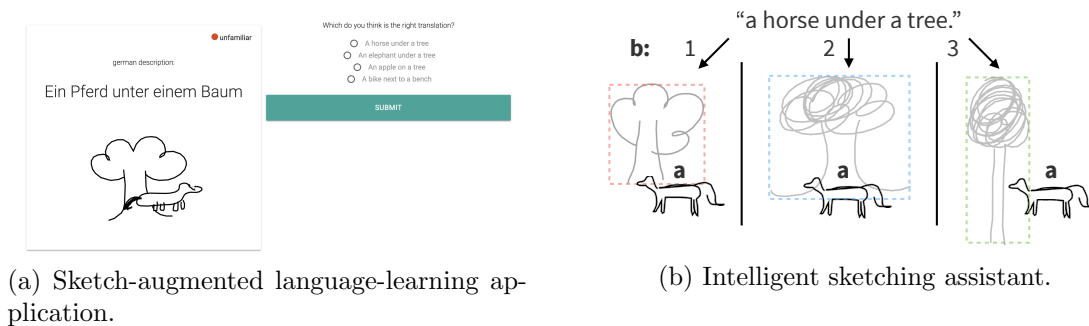 unfamiliar
german description:
Ein Pferd unter einem Baum
Which do you think is the right translation?
A horse under a tree
An elephant under a tree
An apple on a tree
A bike next to a bench
SUBMIT
(a) Sketch-augmented language-learning ap-
plication.
“a horse under a tree.”
b: 1 2 3
a a a
(b) Intelligent sketching assistant.